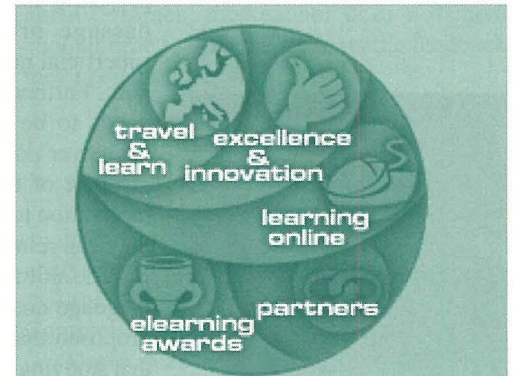 travel
&
learn
excellence
&
innovation
learning
online
elearning
awards
partners